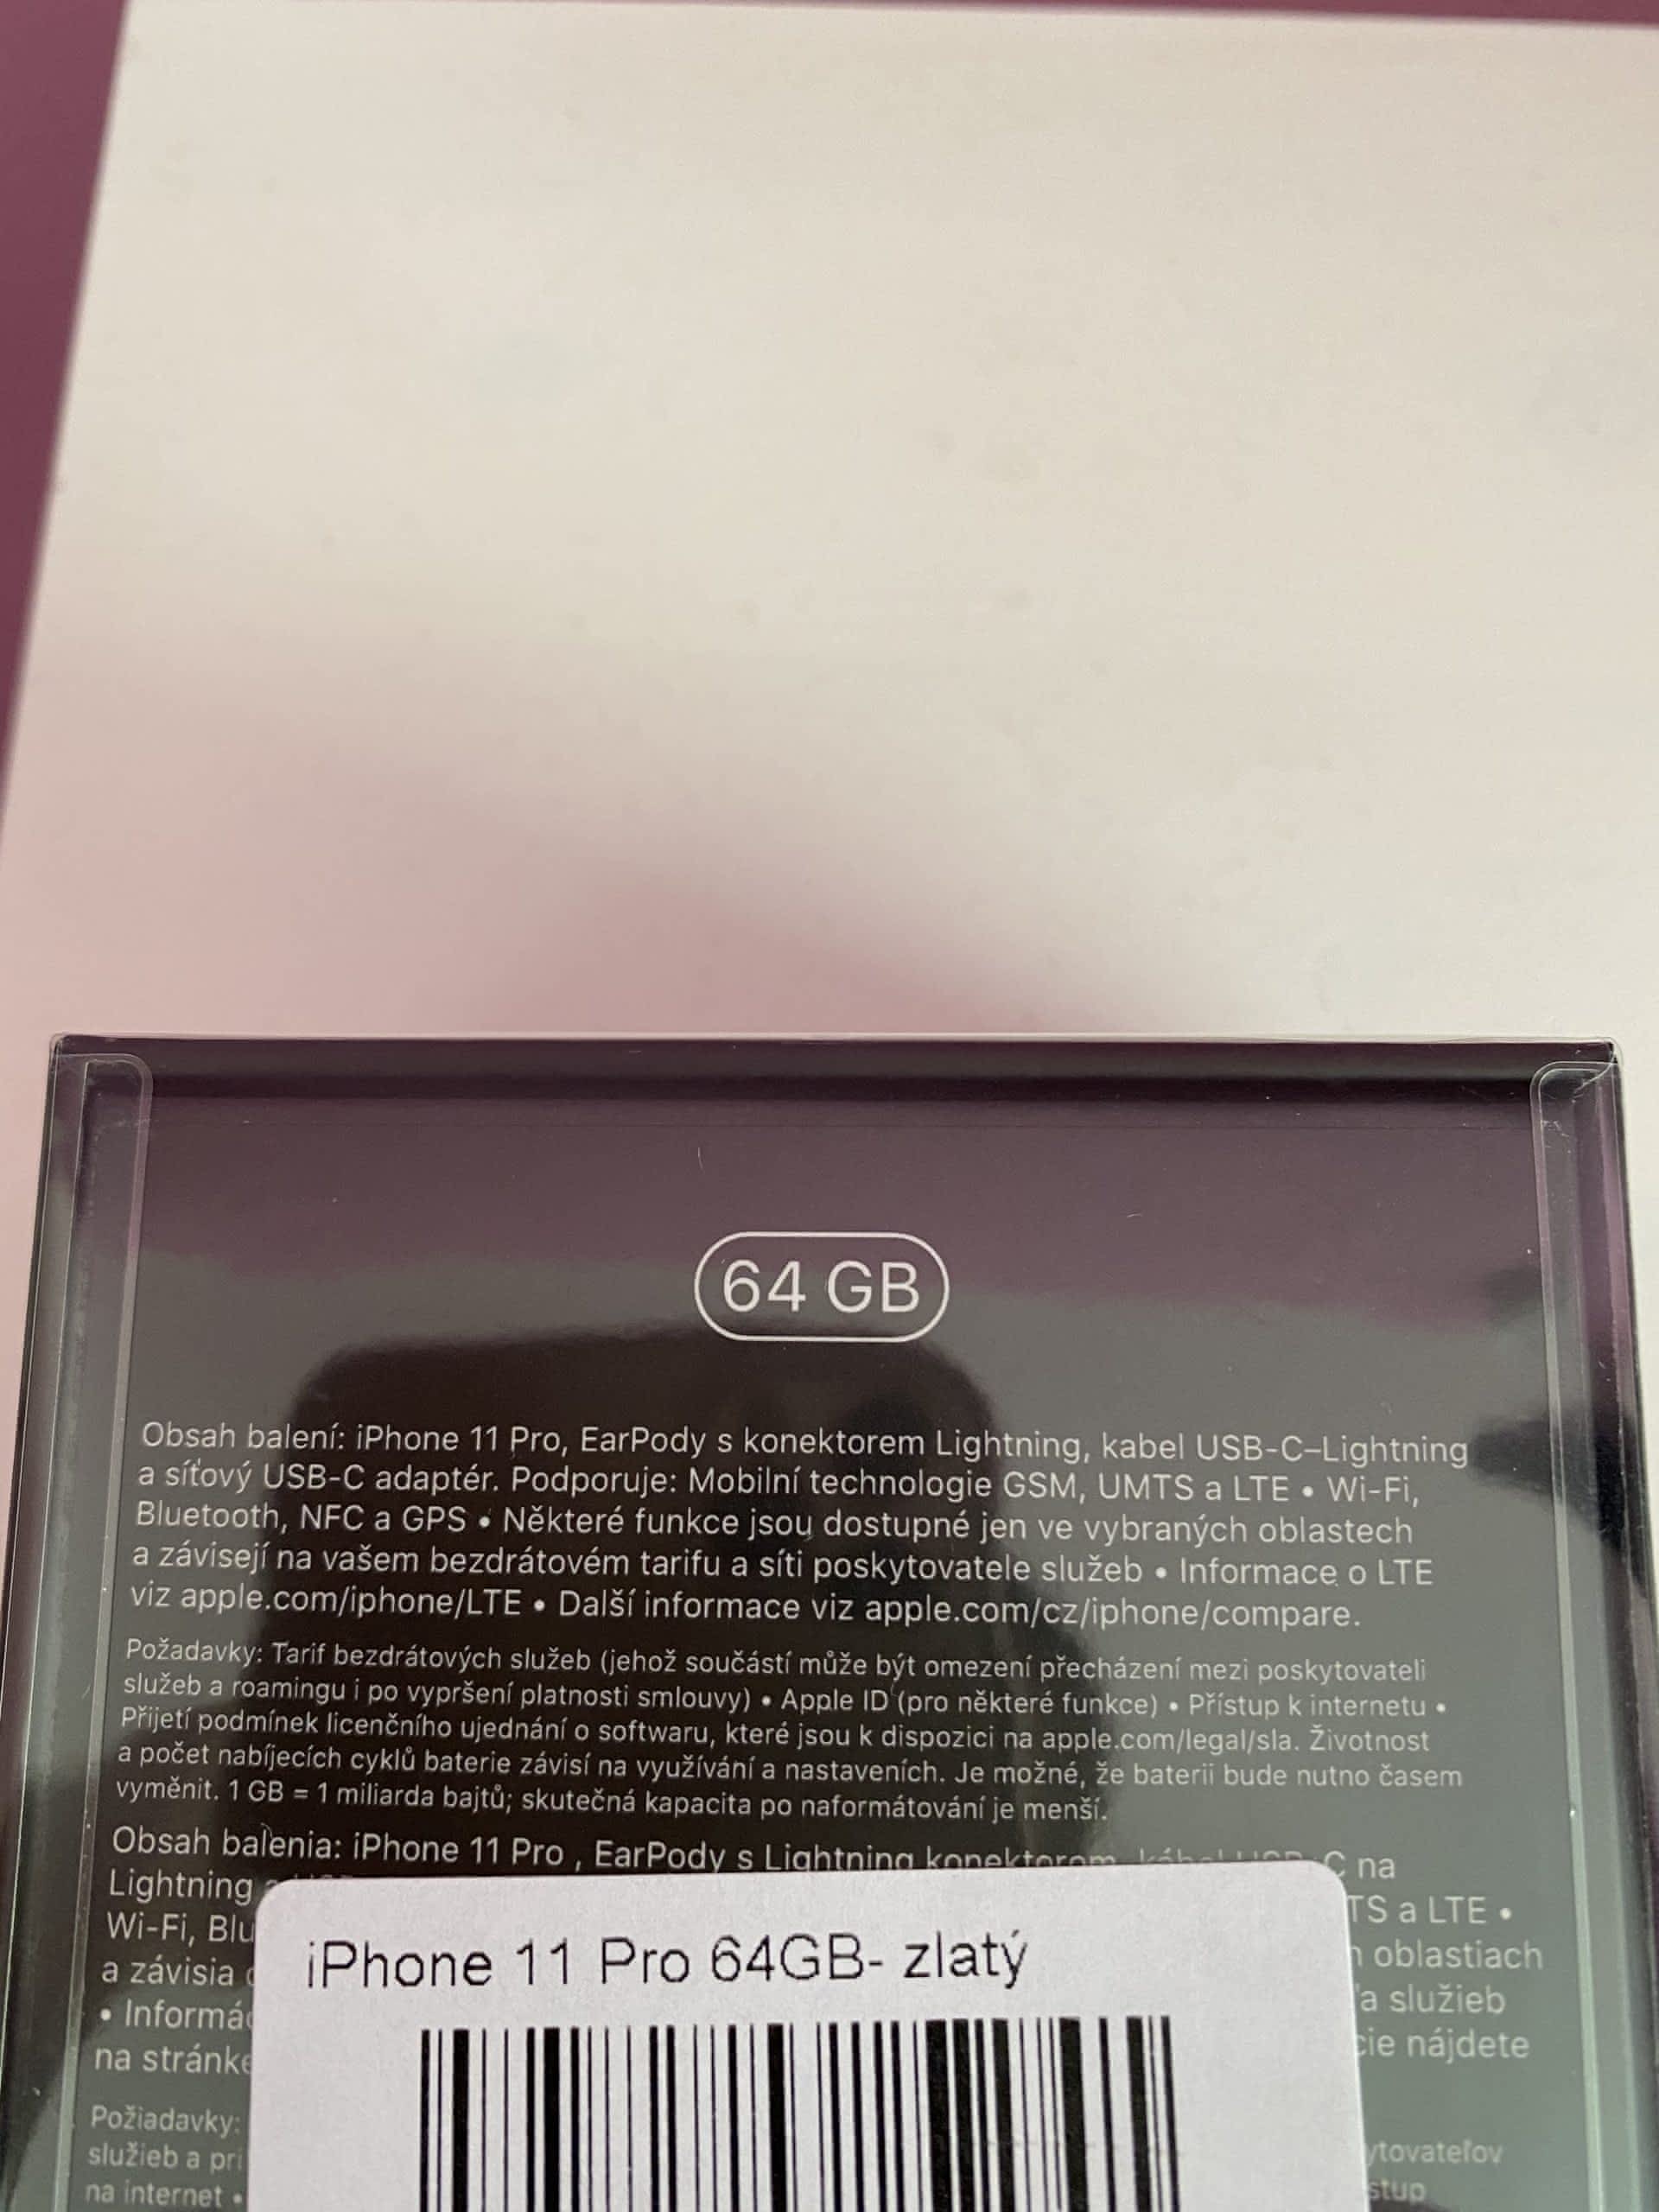 64 GB
Obsah balení: iPhone 11 Pro, EarPody s konektorem Lightning, kabel USB-C–Lightning
a síťový USB-C adaptér. Podporuje: Mobilní technologie GSM, UMTS a LTE • Wi-Fi,
Bluetooth, NFC a GPS • Některé funkce jsou dostupné jen ve vybraných oblastech
a závisejí na vašem bezdrátovém tarifu a síti poskytovatele služeb • Informace o LTE
viz apple.com/iphone/LTE • Další informace viz apple.com/cz/iphone/compare.
Požadavky: Tarif bezdrátových služeb (jehož součástí může být omezení přecházení mezi poskytovateli
služeb a roamingu i po vypršení platnosti smlouvy) • Apple ID (pro některé funkce) • Přístup k internetu •
Přijetí podmínek licenčního ujednání o softwaru, které jsou k dispozici na apple.com/legal/sla. Životnost
a počet nabíjecích cyklů baterie závisí na využívání a nastaveních. Je možné, že baterii bude nutno časem
vyměnit. 1 GB = 1 miliarda bajtů; skutečná kapacita po naformátování je menší.
Obsah balenia: iPhone 11 Pro , EarPody s Lightning konektorom, na
Lightning a LTE •
Wi-Fi, oblastiach
a závisia služieb
• nájdete
na
iPhone 11 Pro 64GB- zlatý
Požiadavky:
služieb a
na internet •